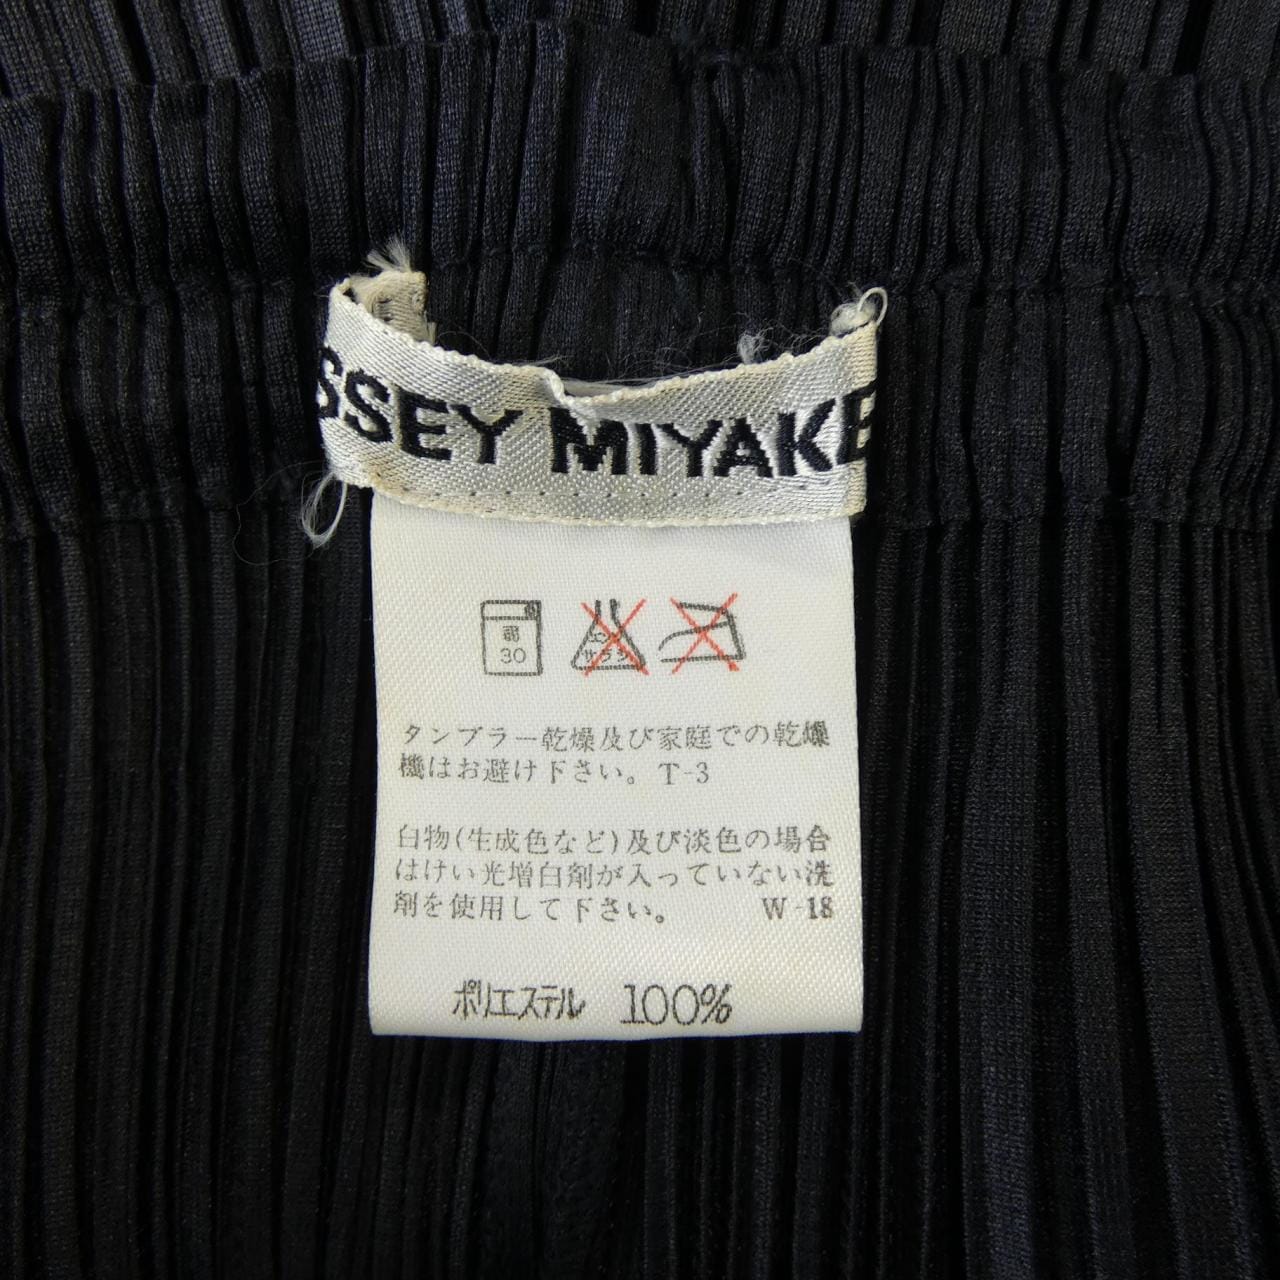 SSEY MIYAKE
弱
30
サラシ
タンブラー乾燥及び家庭での乾燥
機はお避け下さい。T-3
白物(生成色など)及び淡色の場合
はけい光増白剤が入っていない洗
剤を使用して下さい。 W-18
ポリエステル 100%